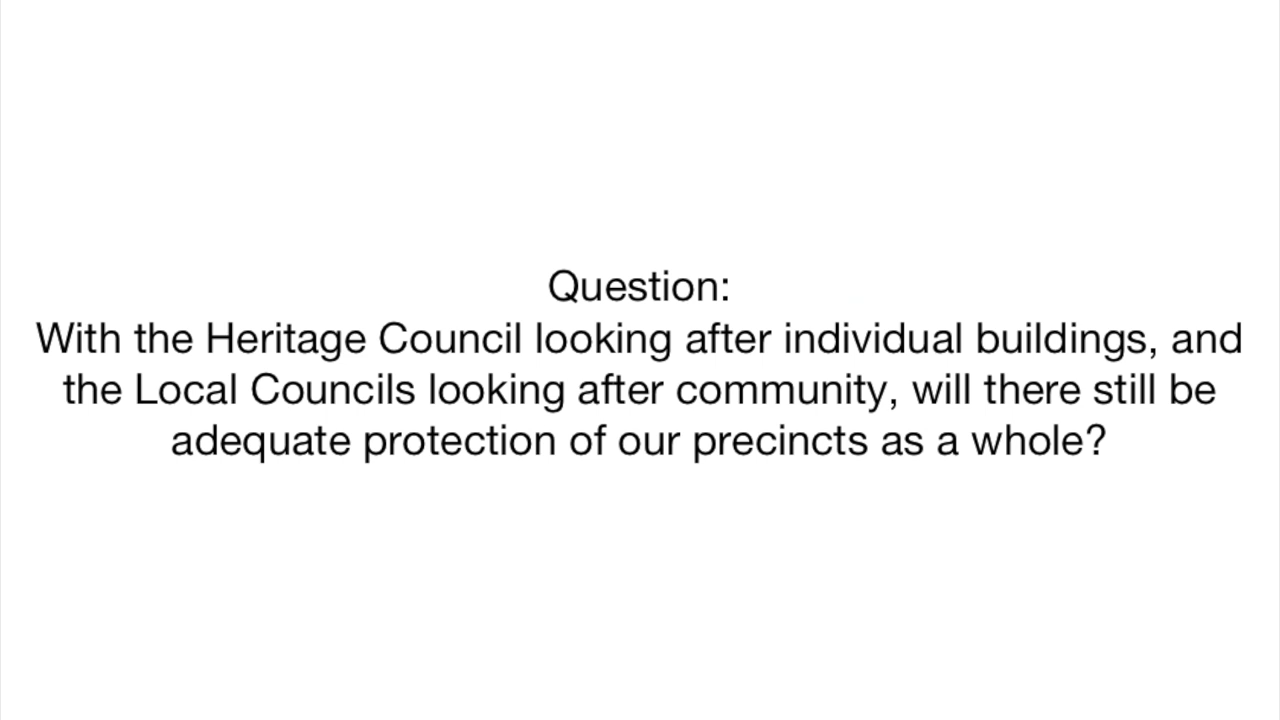 Question:
With the Heritage Council looking after individual buildings, and
the Local Councils looking after community, will there still be
adequate protection of our precincts as a whole?